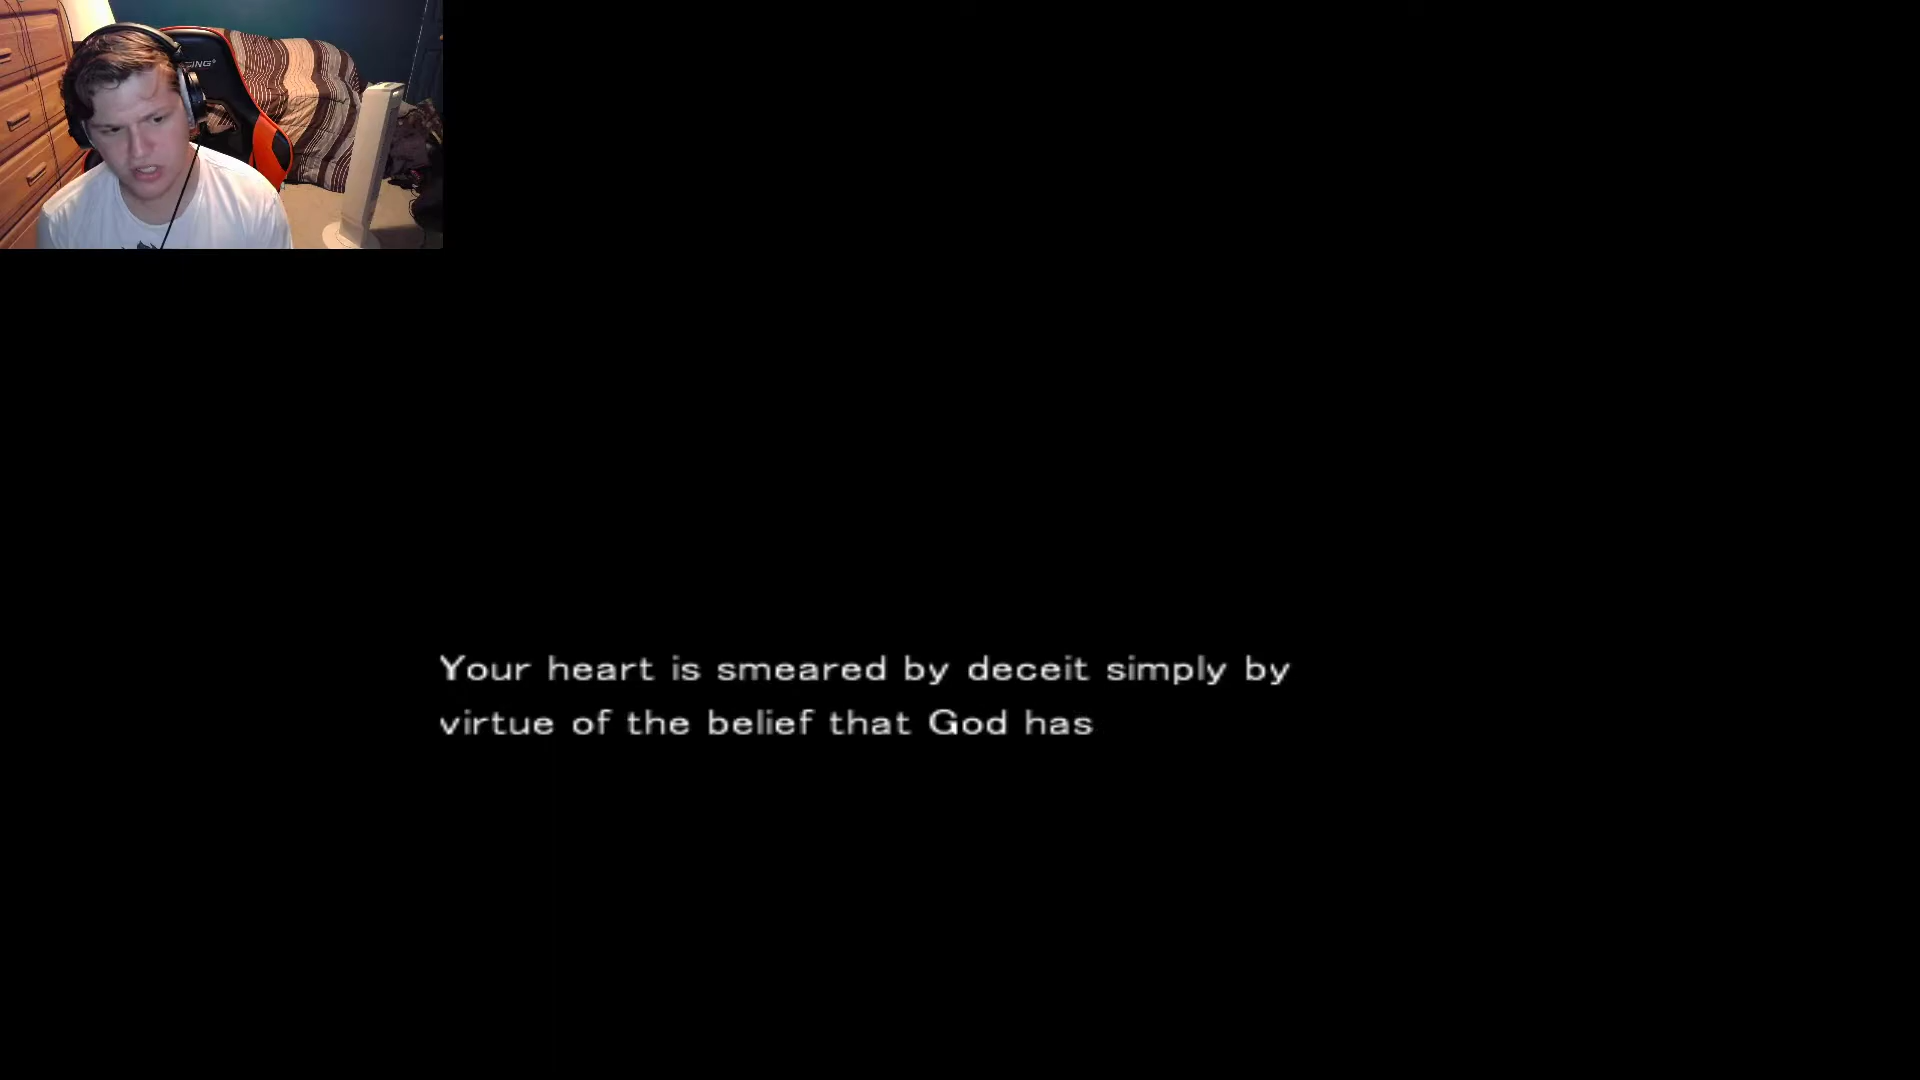 Your heart is smeared by deceit simply by
virtue of the belief that God has